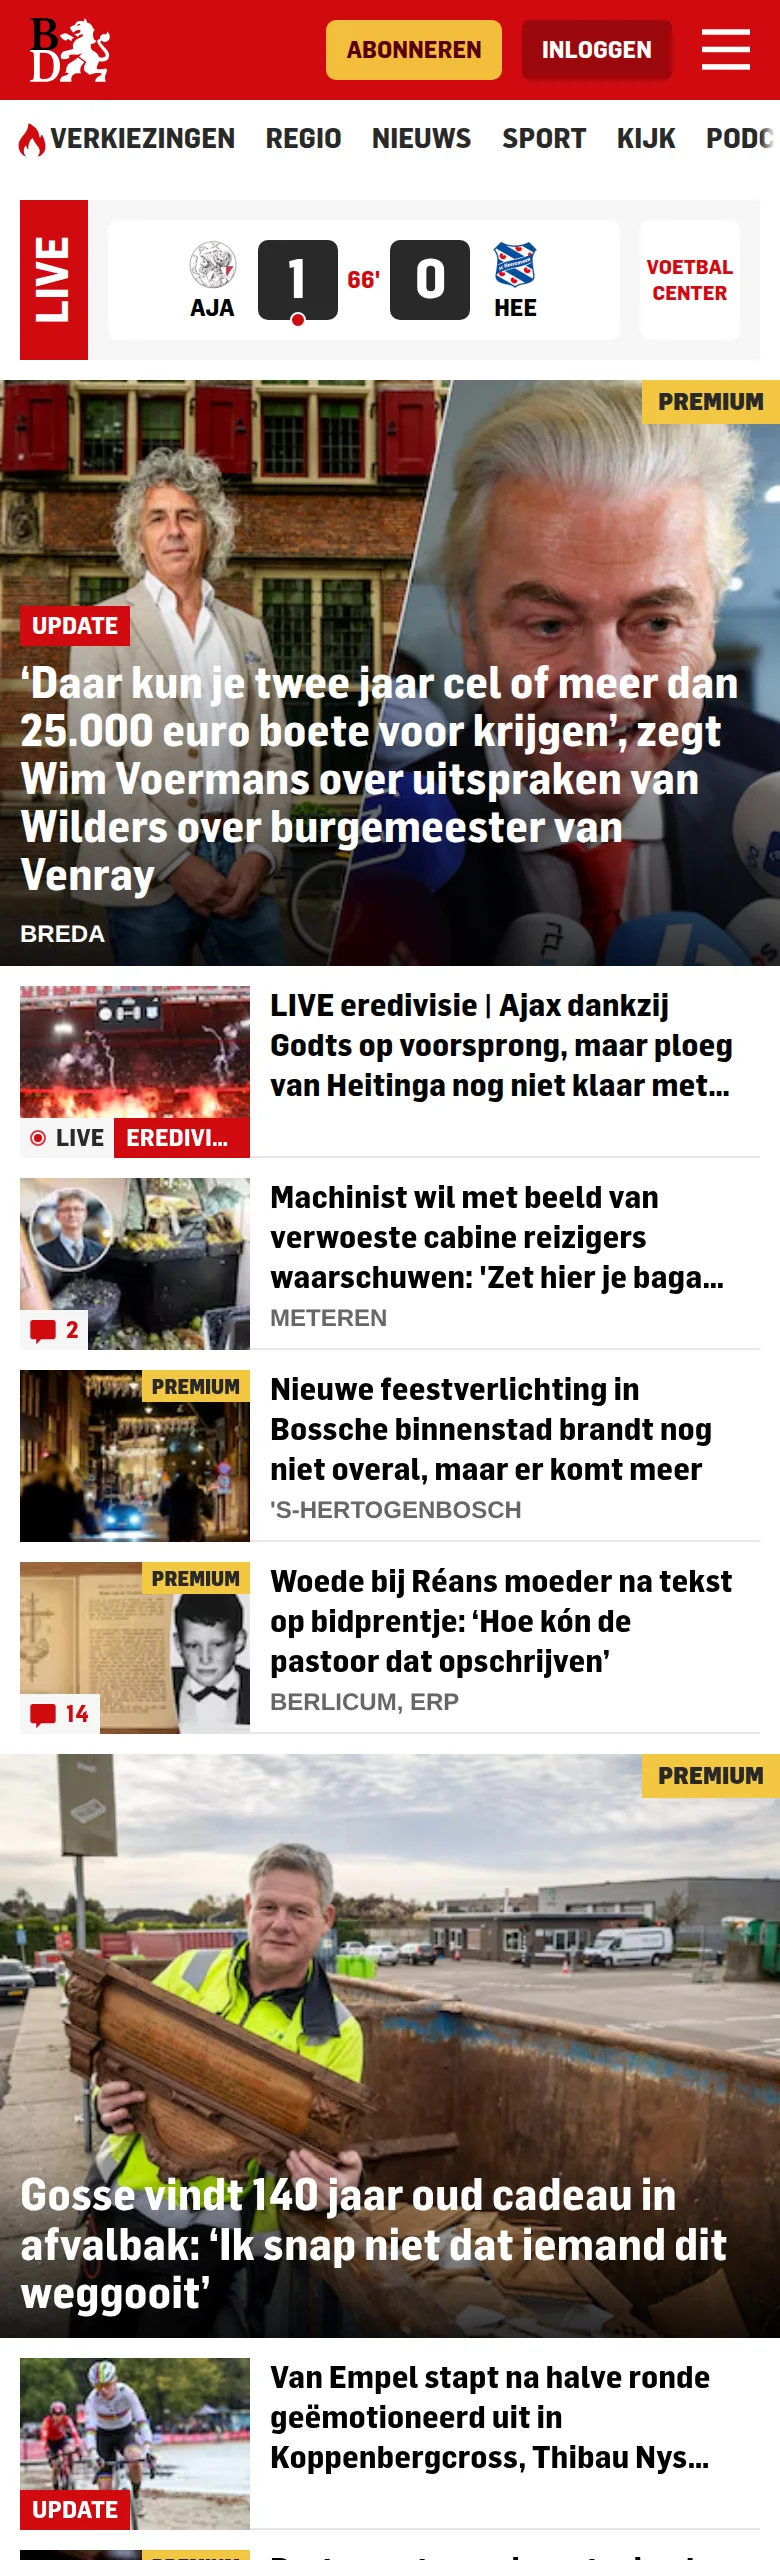 B
D
ABONNEREN
INLOGGEN
VERKIEZINGEN REGIO NIEUWS SPORT KIJK PODC
LIVE
AJA
1
66'
0
HEE
VOETBAL
CENTER
PREMIUM
UPDATE
‘Daar kun je twee jaar cel of meer dan
25.000 euro boete voor krijgen’, zegt
Wim Voermans over uitspraken van
Wilders over burgemeester van
Venray
BREDA
LIVE EREDIVI...
LIVE eredivisie | Ajax dankzij
Godts op voorsprong, maar ploeg
van Heitinga nog niet klaar met...
2
Machinist wil met beeld van
verwoeste cabine reizigers
waarschuwen: 'Zet hier je baga...
METEREN
PREMIUM
Nieuwe feestverlichting in
Bossche binnenstad brandt nog
niet overal, maar er komt meer
'S-HERTOGENBOSCH
PREMIUM
14
Woede bij Réans moeder na tekst
op bidprentje: ‘Hoe kón de
pastoor dat opschrijven’
BERLICUM, ERP
PREMIUM
Gosse vindt 140 jaar oud cadeau in
afvalbak: ‘Ik snap niet dat iemand dit
weggooit’
UPDATE
Van Empel stapt na halve ronde
geëmotioneerd uit in
Koppenbergcross, Thibau Nys...